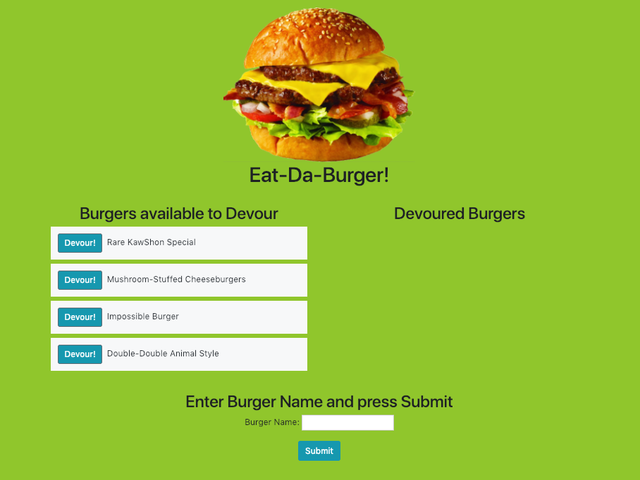 Eat-Da-Burger!
Burgers available to Devour
Devour! Rare KawShon Special
Devour! Mushroom-Stuffed Cheeseburgers
Devour! Impossible Burger
Devour! Double-Double Animal Style
Devoured Burgers
Enter Burger Name and press Submit
Burger Name:
Submit